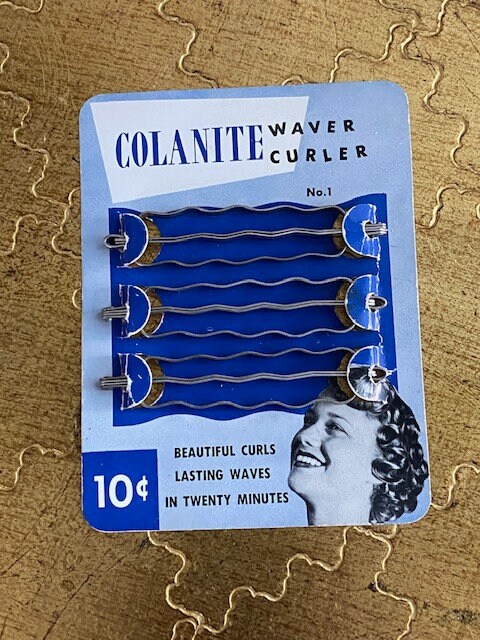 COLANITE WAVER
CURLER
No.1
BEAUTIFUL CURLS
LASTING WAVES
IN TWENTY MINUTES
10¢